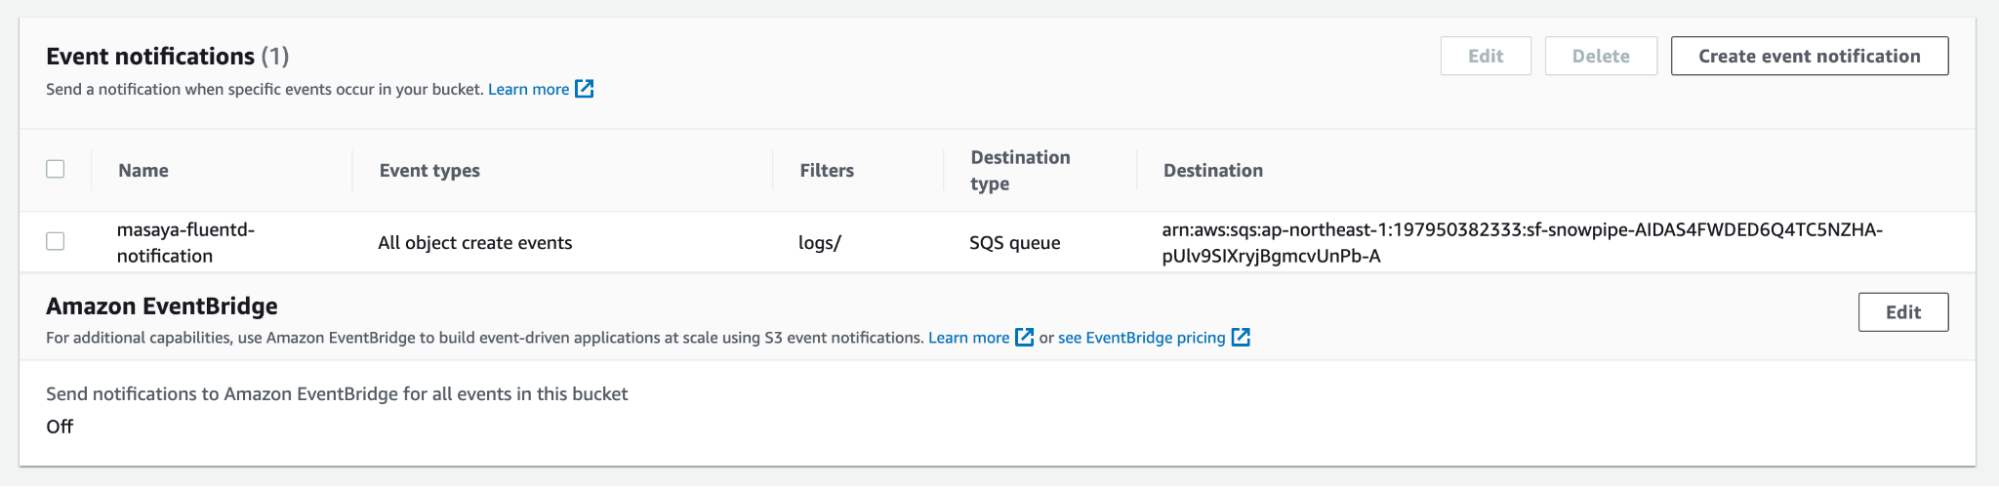 Event notifications (1)
Edit
Delete
Create event notification
Send a notification when specific events occur in your bucket. Learn more
Name
Event types
Filters
Destination
type
Destination
masaya-fluentd-
notification
All object create events
logs/
SQS queue
arn:aws:sqs:ap-northeast-1:197950382333:sf-snowpipe-AIDAS4FWDED6Q4TC5NZHA-
pUlv9SIXryjBgmcvUnPb-A
Amazon EventBridge
Edit
For additional capabilities, use Amazon EventBridge to build event-driven applications at scale using S3 event notifications. Learn more or see EventBridge pricing
Send notifications to Amazon EventBridge for all events in this bucket
Off